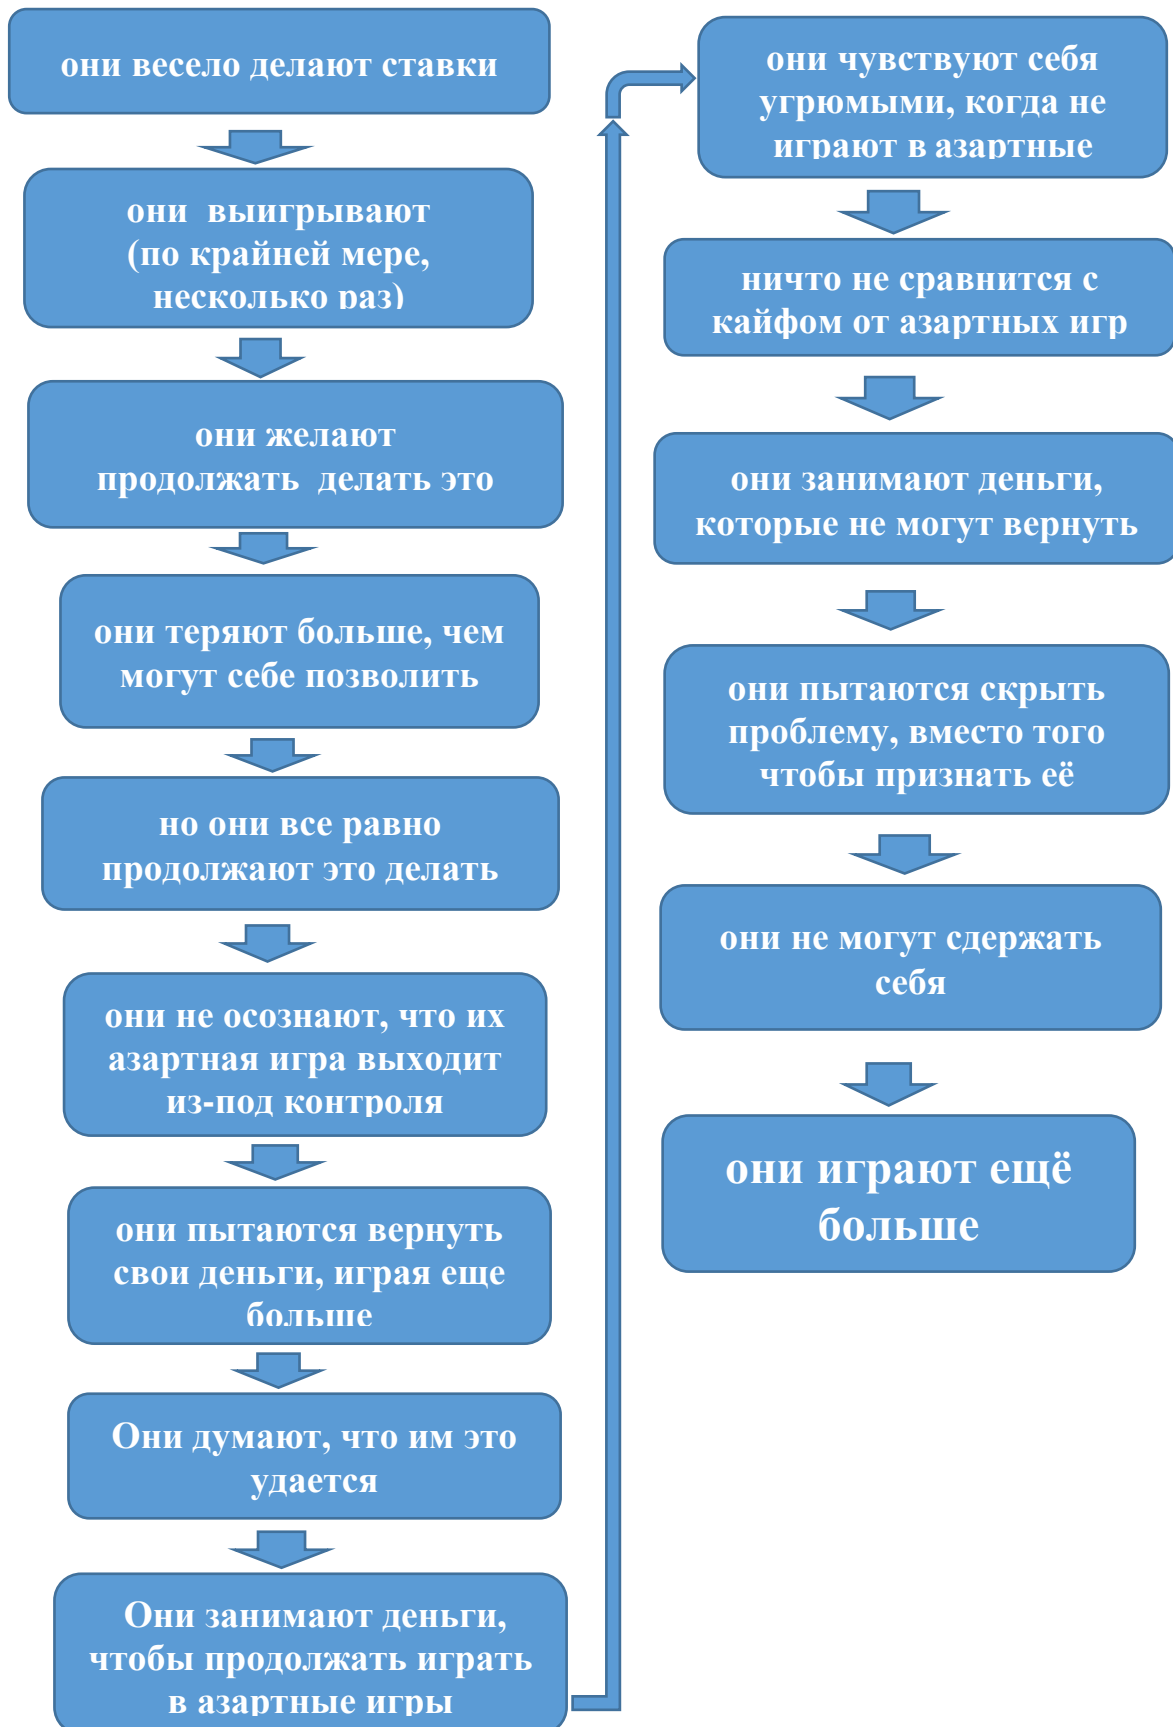 они весело делают ставки
они выигрывают
(по крайней мере,
несколько раз)
они желают
продолжать делать это
они теряют больше, чем
могут себе позволить
но они все равно
продолжают это делать
они не осознают, что их
азартная игра выходит
из-под контроля
они пытаются вернуть
свои деньги, играя еще
больше
Они думают, что им это
удается
Они занимают деньги,
чтобы продолжать играть
в азартные игры
они чувствуют себя
угрюмыми, когда не
играют в азартные
ничто не сравнится с
кайфом от азартных игр
они занимают деньги,
которые не могут вернуть
они пытаются скрыть
проблему, вместо того
чтобы признать её
они не могут сдержать
себя
они играют ещё
больше